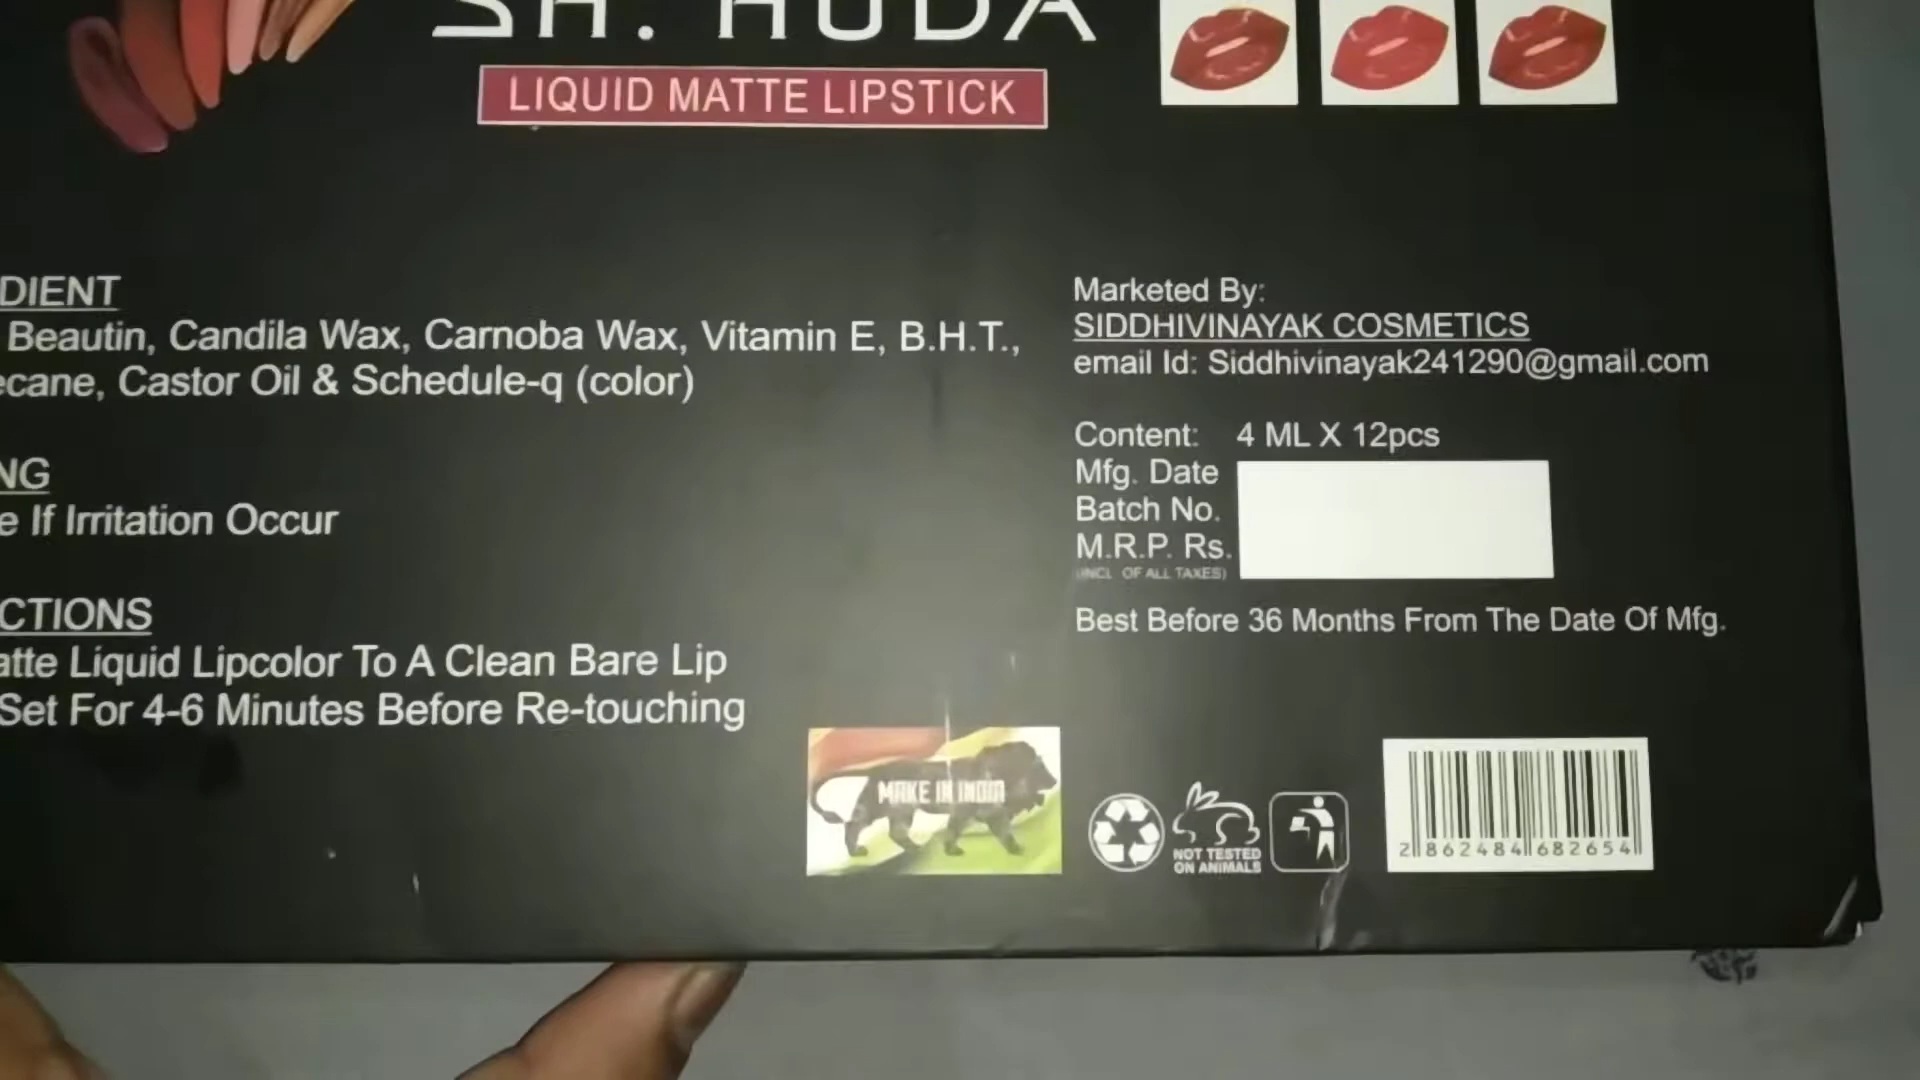 SH. HUDA
LIQUID MATTE LIPSTICK
DIENT
Beautin, Candila Wax, Carnoba Wax, Vitamin E, B.H.T.,
ecane, Castor Oil & Schedule-q (color)
NG
e If Irritation Occur
CTIONS
atte Liquid Lipcolor To A Clean Bare Lip
Set For 4-6 Minutes Before Re-touching
Marketed By:
SIDDHIVINAYAK COSMETICS
email Id: Siddhivinayak241290@gmail.com
Content: 4 ML X 12pcs
Mfg. Date
Batch No.
M.R.P. Rs.
(INCL. OF ALL TAXES)
Best Before 36 Months From The Date Of Mfg.
MAKE IN INDIA
NOT TESTED
ON ANIMALS
2 862484 682654